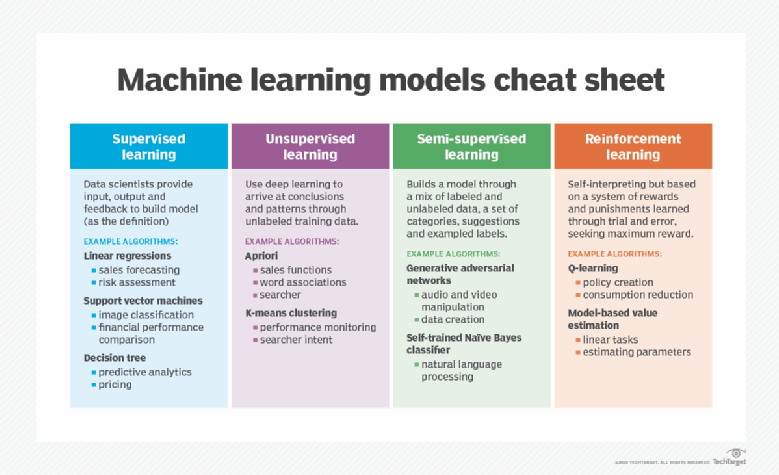 Machine learning models cheat sheet
Supervised
learning
Data scientists provide
input, output and
feedback to build model
(as the definition)
EXAMPLE ALGORITHMS:
Linear regressions
sales forecasting
risk assessment
Support vector machines
image classification
financial performance
comparison
Decision tree
predictive analytics
pricing
Unsupervised
learning
Use deep learning to
arrive at conclusions
and patterns through
unlabeled training data.
EXAMPLE ALGORITHMS:
Apriori
sales functions
word associations
searcher
K-means clustering
performance monitoring
searcher intent
Semi-supervised
learning
Builds a model through
a mix of labeled and
unlabeled data, a set of
categories, suggestions
and exampled labels.
EXAMPLE ALGORITHMS:
Generative adversarial
networks
audio and video
manipulation
data creation
Self-trained Naïve Bayes
classifier
natural language
processing
Reinforcement
learning
Self-interpreting but based
on a system of rewards
and punishments learned
through trial and error,
seeking maximum reward.
EXAMPLE ALGORITHMS:
Q-learning
policy creation
consumption reduction
Model-based value
estimation
linear tasks
estimating parameters
TECHTARGET. ALL RIGHTS RESERVED TechTarget